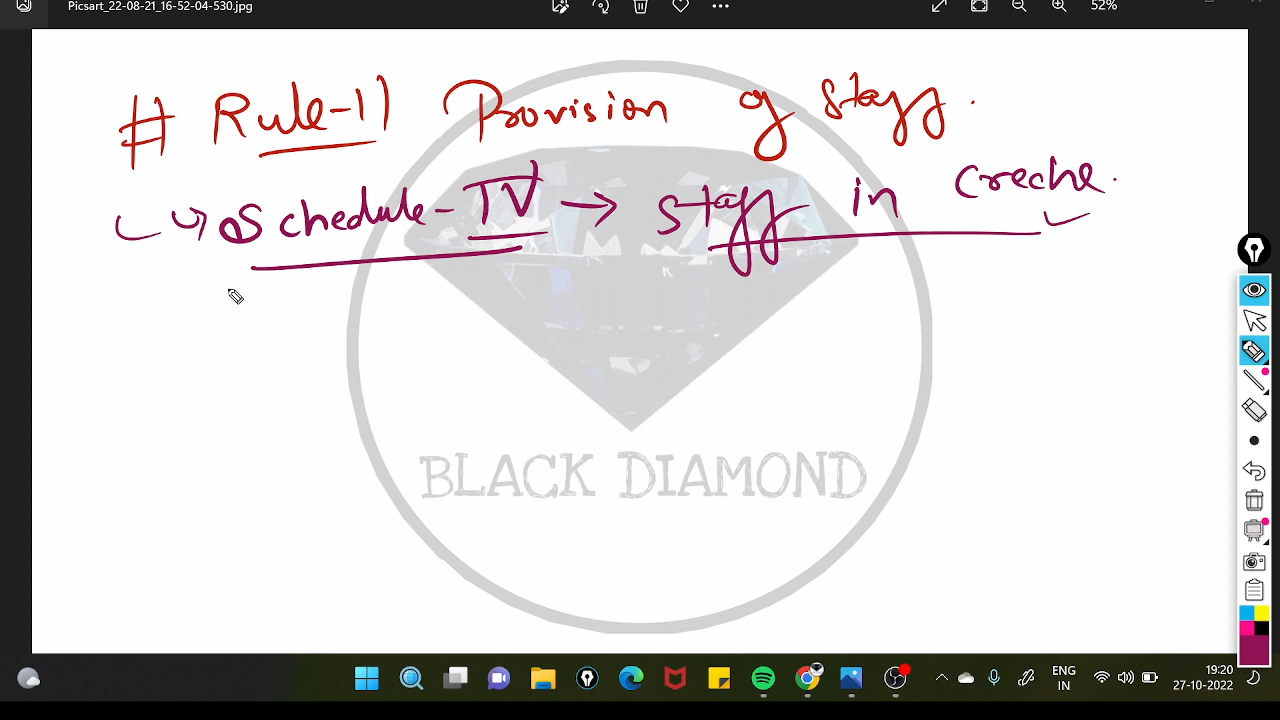 Picsart_22-08-21_16-52-04-530.jpg
52%
# Rule-11 Provision of staff.
Schedule-IV → staff in creche.
BLACK DIAMOND
ENG
IN
19:20
27-10-2022